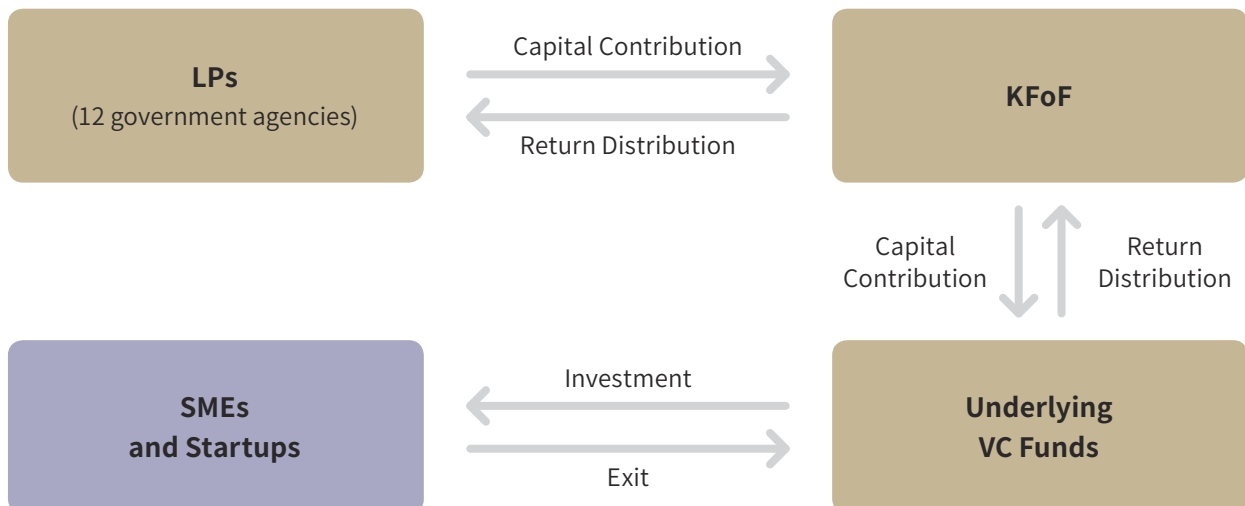 LPs
(12 government agencies)
Capital Contribution
Return Distribution
KFoF
Capital
Contribution
Return
Distribution
SMEs
and Startups
Investment
Exit
Underlying
VC Funds